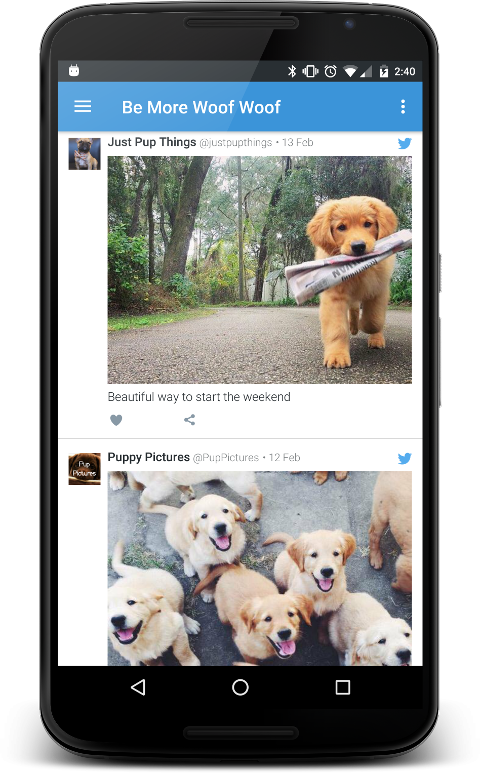 2:40
Be More Woof Woof
Just Pup Things @justpupthings • 13 Feb
Beautiful way to start the weekend
Puppy Pictures @PupPictures • 12 Feb
Pup
Pictures